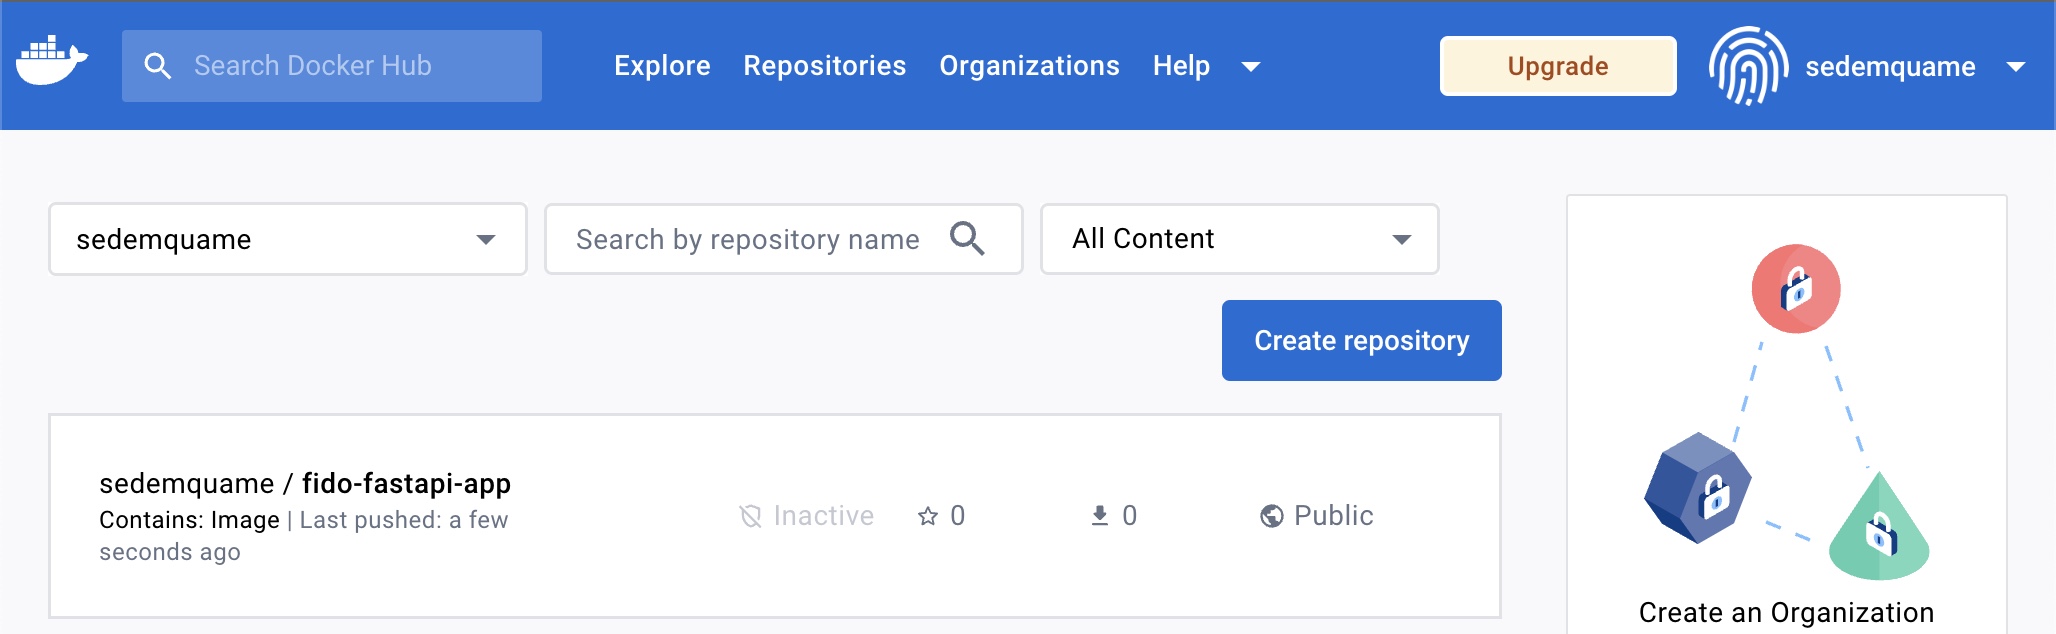 Search Docker Hub
Explore Repositories Organizations Help
Upgrade
sedemquame
sedemquame
Search by repository name
All Content
Create repository
sedemquame / fido-fastapi-app
Contains: Image | Last pushed: a few
seconds ago
Inactive
0
0
Public
Create an Organization